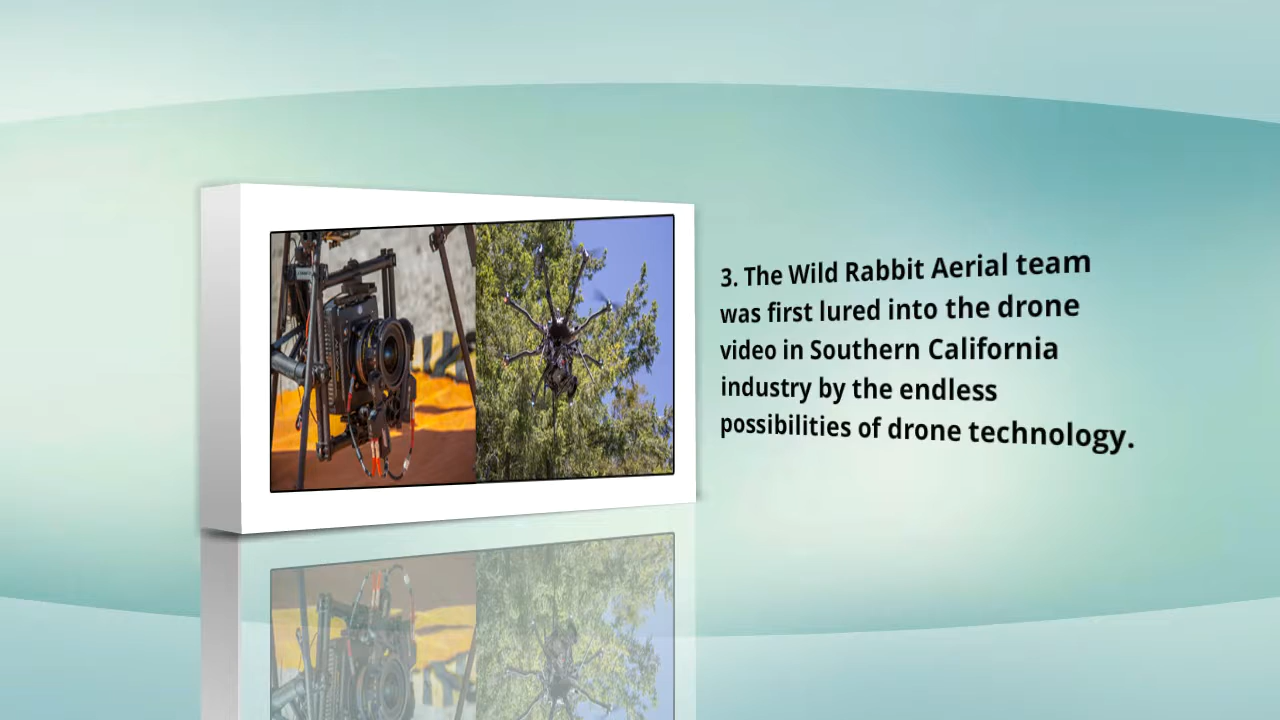 3. The Wild Rabbit Aerial team
was first lured into the drone
video in Southern California
industry by the endless
possibilities of drone technology.